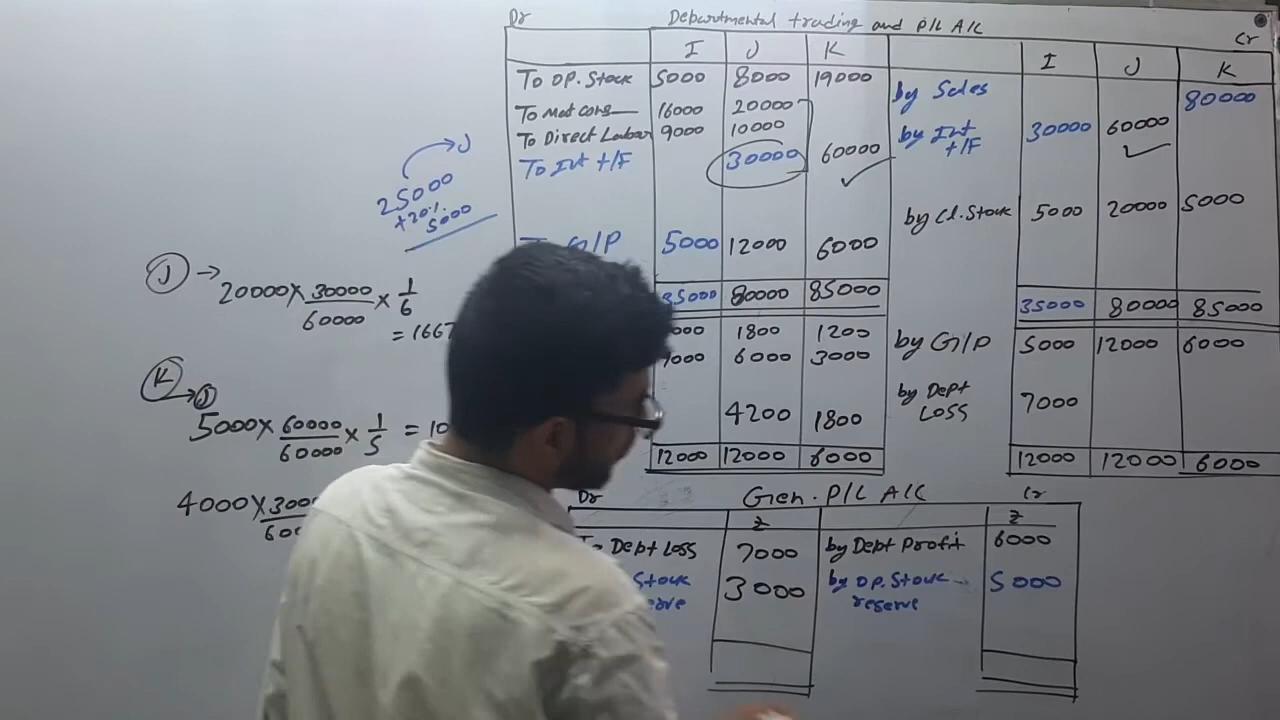 Dr Departmental trading and P/L A/C Cr
I J K I J K
To OP. Stock 5000 8000 19000 by Sales 80000
To mat cons 16000 20000
To Direct Labour 9000 10000 by Int t/F 30000 60000
To Int t/F 30000 60000
by Cl. Stock 5000 20000 5000
G/P 5000 12000 6000
35000 80000 85000 35000 80000 85000
000 1800 1200 by G/P 5000 12000 6000
000 6000 3000
4200 1800 by Dept Loss 7000
12000 12000 6000 12000 12000 6000
25000 → J
+20%
5000
J → 20000 × 30000/60000 × 1/6
= 1667
K → J
5000 × 60000/60000 × 1/5 = 10
4000 × 300
60
Dr Gen. P/L A/C Cr
To Dept Loss 7000 by Dept Profit 6000
Stock 3000 by OP. Stock 5000
erve reserve